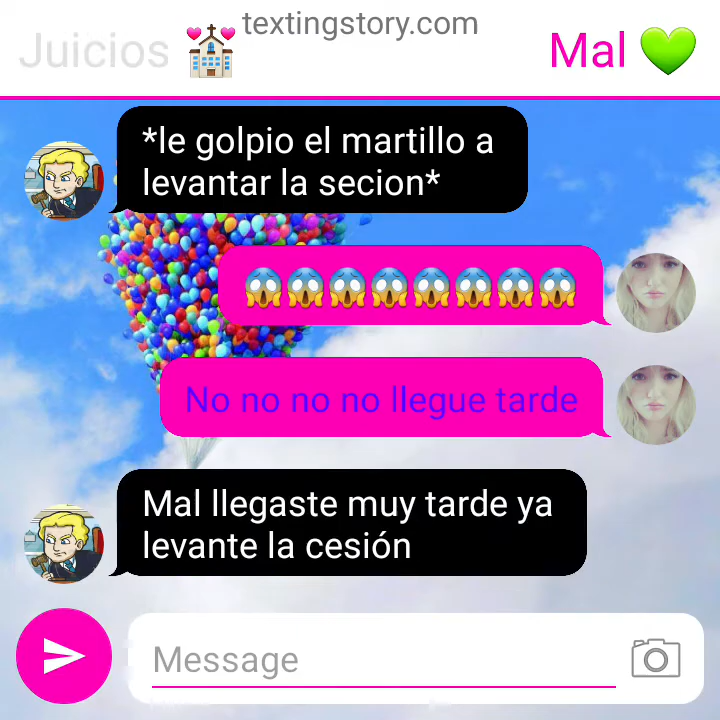 textingstory.com
Juicios 💒
Mal 💚
*le golpio el martillo a
levantar la secion*
😱😱😱😱😱😱😱😱
No no no no llegue tarde
Mal llegaste muy tarde ya
levante la cesión
Message